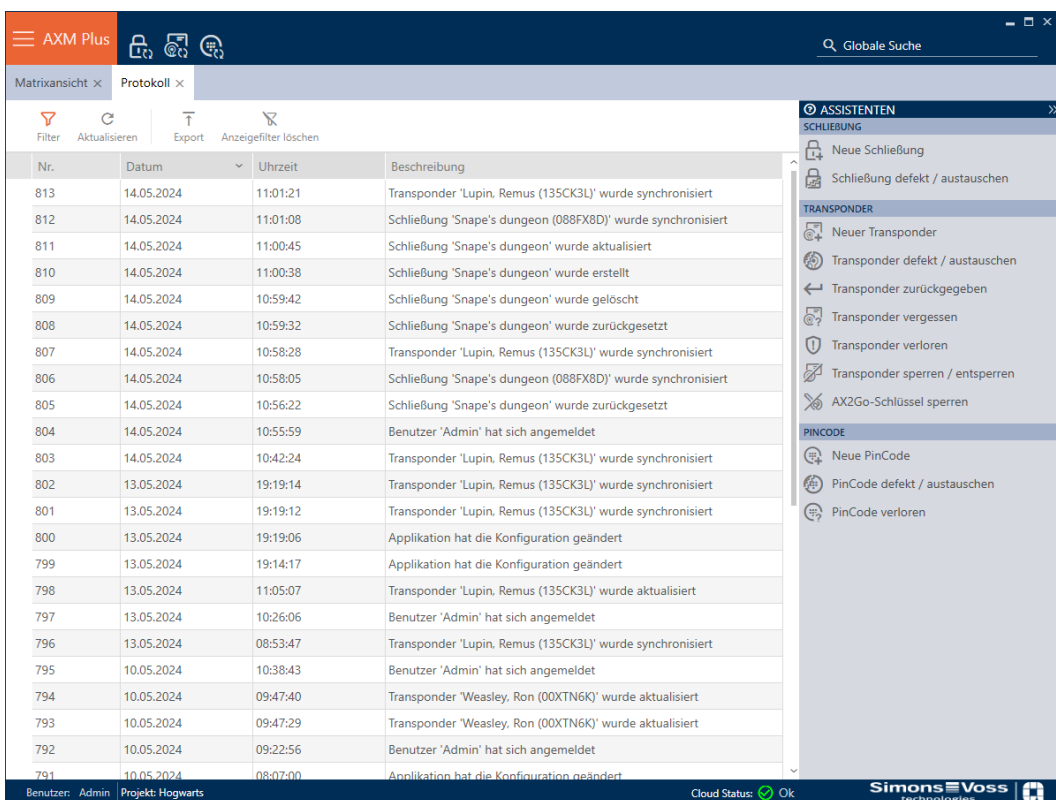 AXM Plus
Globale Suche
Matrixansicht × Protokoll ×
Filter Aktualisieren Export Anzeigefilter löschen
Nr. Datum Uhrzeit Beschreibung
813 14.05.2024 11:01:21 Transponder 'Lupin, Remus (135CK3L)' wurde synchronisiert
812 14.05.2024 11:01:08 Schließung 'Snape's dungeon (088FX8D)' wurde synchronisiert
811 14.05.2024 11:00:45 Schließung 'Snape's dungeon' wurde aktualisiert
810 14.05.2024 11:00:38 Schließung 'Snape's dungeon' wurde erstellt
809 14.05.2024 10:59:42 Schließung 'Snape's dungeon' wurde gelöscht
808 14.05.2024 10:59:32 Schließung 'Snape's dungeon' wurde zurückgesetzt
807 14.05.2024 10:58:28 Transponder 'Lupin, Remus (135CK3L)' wurde synchronisiert
806 14.05.2024 10:58:05 Schließung 'Snape's dungeon (088FX8D)' wurde synchronisiert
805 14.05.2024 10:56:22 Schließung 'Snape's dungeon' wurde zurückgesetzt
804 14.05.2024 10:55:59 Benutzer 'Admin' hat sich angemeldet
803 14.05.2024 10:42:24 Transponder 'Lupin, Remus (135CK3L)' wurde synchronisiert
802 13.05.2024 19:19:14 Transponder 'Lupin, Remus (135CK3L)' wurde synchronisiert
801 13.05.2024 19:19:12 Transponder 'Lupin, Remus (135CK3L)' wurde synchronisiert
800 13.05.2024 19:19:06 Applikation hat die Konfiguration geändert
799 13.05.2024 19:14:17 Applikation hat die Konfiguration geändert
798 13.05.2024 11:05:07 Transponder 'Lupin, Remus (135CK3L)' wurde aktualisiert
797 13.05.2024 10:26:06 Benutzer 'Admin' hat sich angemeldet
796 13.05.2024 08:53:47 Transponder 'Lupin, Remus (135CK3L)' wurde synchronisiert
795 10.05.2024 10:38:43 Benutzer 'Admin' hat sich angemeldet
794 10.05.2024 09:47:40 Transponder 'Weasley, Ron (00XTN6K)' wurde aktualisiert
793 10.05.2024 09:47:29 Transponder 'Weasley, Ron (00XTN6K)' wurde aktualisiert
792 10.05.2024 09:22:56 Benutzer 'Admin' hat sich angemeldet
791 10.05.2024 08:07:00 Applikation hat die Konfiguration geändert
ASSISTENTEN
SCHLIEßUNG
Neue Schließung
Schließung defekt / austauschen
TRANSPONDER
Neuer Transponder
Transponder defekt / austauschen
Transponder zurückgegeben
Transponder vergessen
Transponder verloren
Transponder sperren / entsperren
AX2Go-Schlüssel sperren
PINCODE
Neue PinCode
PinCode defekt / austauschen
PinCode verloren
Benutzer: Admin Projekt: Hogwarts Cloud Status: Ok
Simons Voss
technologies